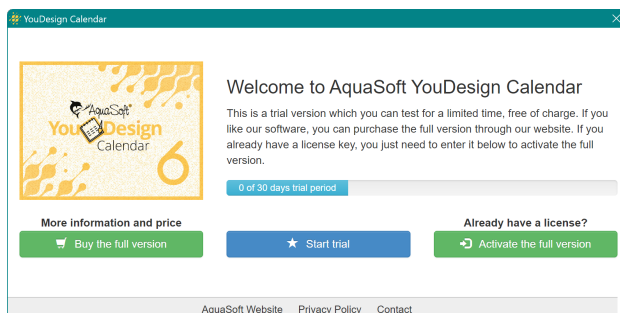 YouDesign Calendar
AquaSoft
YouDesign
Calendar
6
Welcome to AquaSoft YouDesign Calendar
This is a trial version which you can test for a limited time, free of charge. If you
like our software, you can purchase the full version through our website. If you
already have a license key, you just need to enter it below to activate the full
version.
0 of 30 days trial period
More information and price
Already have a license?
Buy the full version
Start trial
Activate the full version
AquaSoft Website Privacy Policy Contact